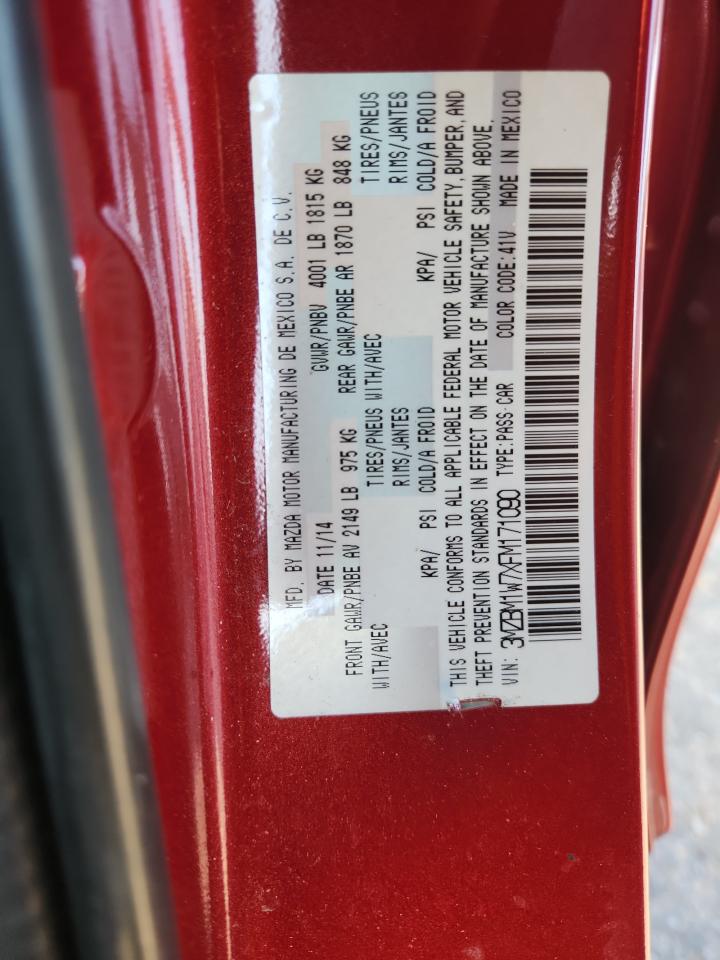 MFD. BY MAZDA MOTOR MANUFACTURING DE MEXICO S.A. DE C.V.
DATE 11/14 GVWR/PNBV 4001 LB 1815 KG
FRONT GAWR/PNBE AV 2149 LB 975 KG REAR GAWR/PNBE AR 1870 LB 848 KG
WITH/AVEC TIRES/PNEUS WITH/AVEC TIRES/PNEUS
RIMS/JANTES RIMS/JANTES
KPA/ PSI COLD/A FROID KPA/ PSI COLD/A FROID
THIS VEHICLE CONFORMS TO ALL APPLICABLE FEDERAL MOTOR VEHICLE SAFETY, BUMPER, AND
THEFT PREVENTION STANDARDS IN EFFECT ON THE DATE OF MANUFACTURE SHOWN ABOVE.
VIN: 3MZBM1W7XFM171090 TYPE:PASS-CAR COLOR CODE:41V MADE IN MEXICO